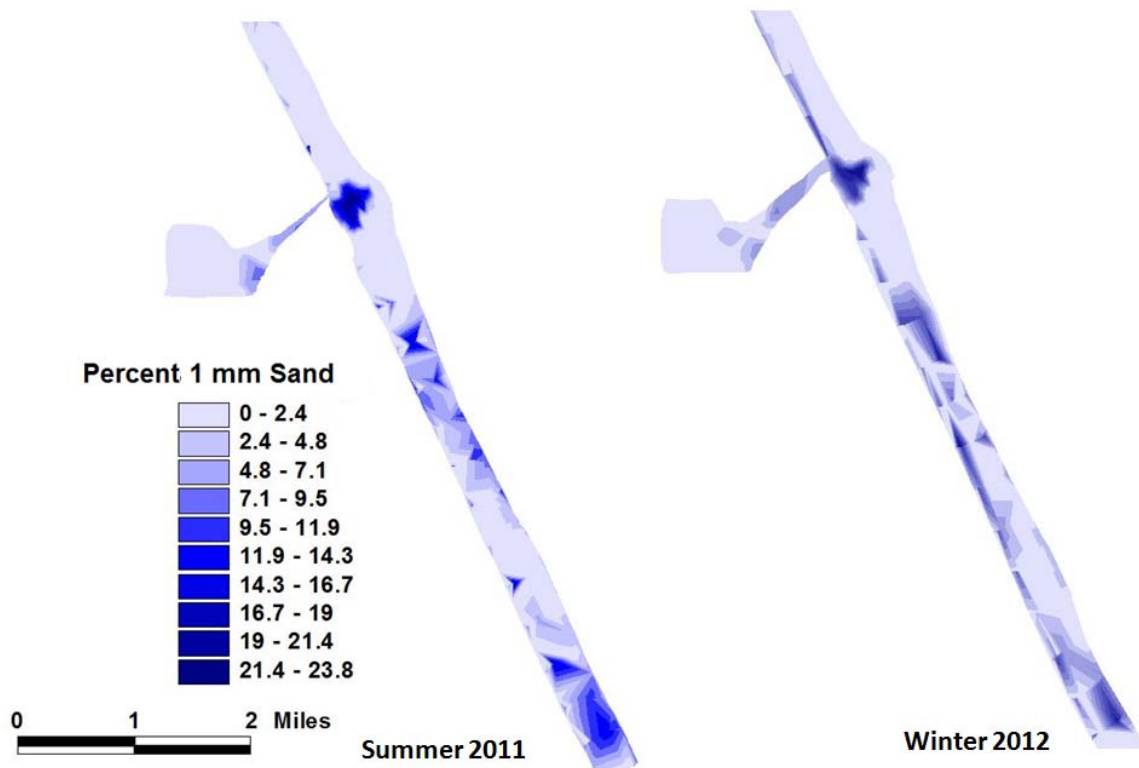 Percent 1 mm Sand
0 - 2.4
2.4 - 4.8
4.8 - 7.1
7.1 - 9.5
9.5 - 11.9
11.9 - 14.3
14.3 - 16.7
16.7 - 19
19 - 21.4
21.4 - 23.8
0 1 2 Miles
Summer 2011
Winter 2012